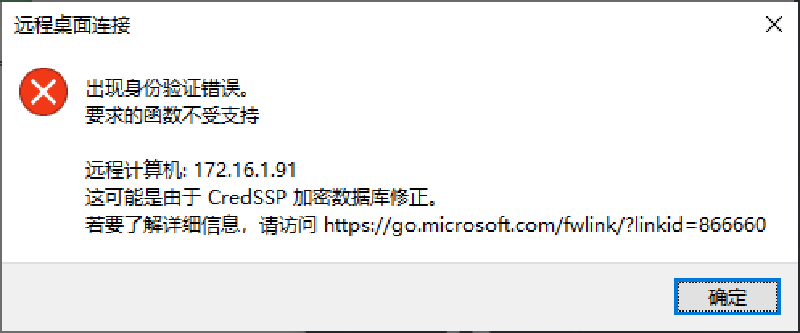 远程桌面连接
出现身份验证错误。
要求的函数不受支持
远程计算机: 172.16.1.91
这可能是由于 CredSSP 加密数据库修正。
若要了解详细信息，请访问 https://go.microsoft.com/fwlink/?linkid=866660
确定